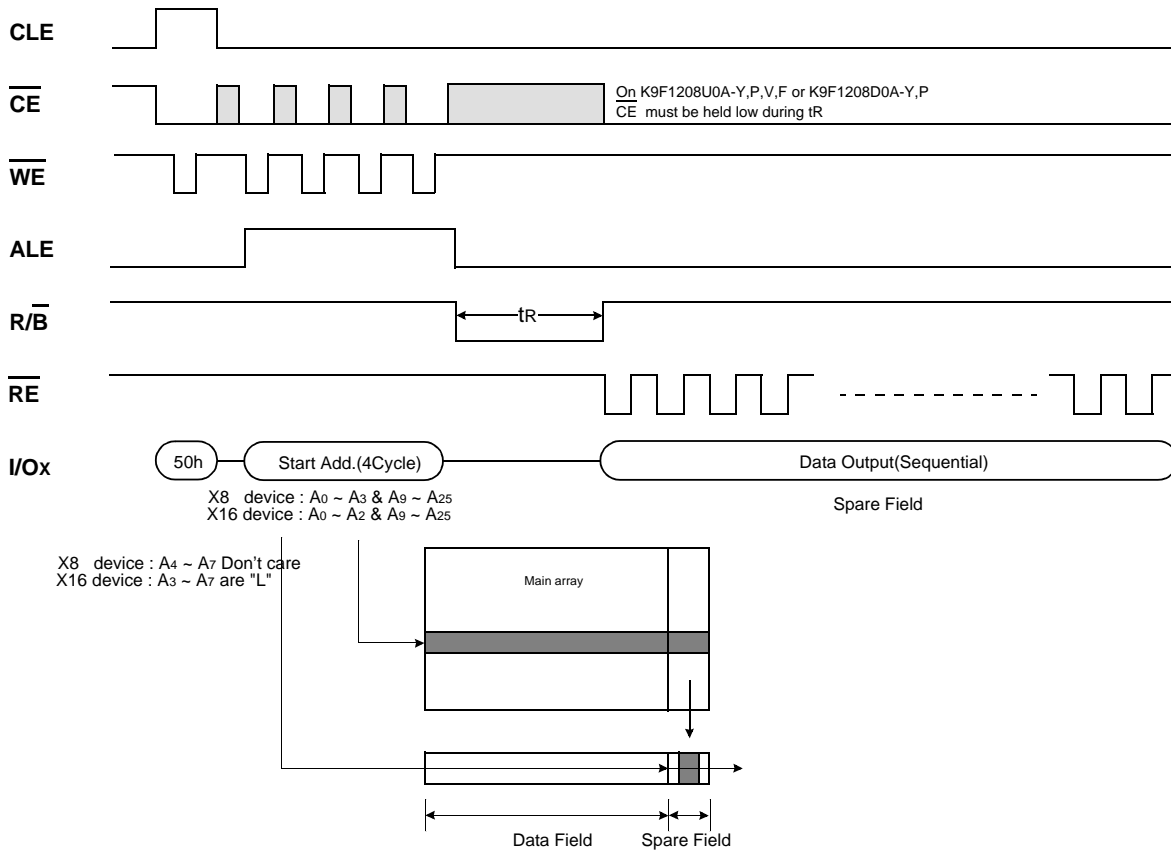 CLE
CE
On K9F1208U0A-Y,P,V,F or K9F1208D0A-Y,P
CE must be held low during tR
WE
ALE
R/B
tR
RE
I/Ox
50h
Start Add.(4Cycle)
Data Output(Sequential)
X8 device : A0 ~ A3 & A9 ~ A25
X16 device : A0 ~ A2 & A9 ~ A25
Spare Field
X8 device : A4 ~ A7 Don't care
X16 device : A3 ~ A7 are "L"
Main array
Data Field
Spare Field